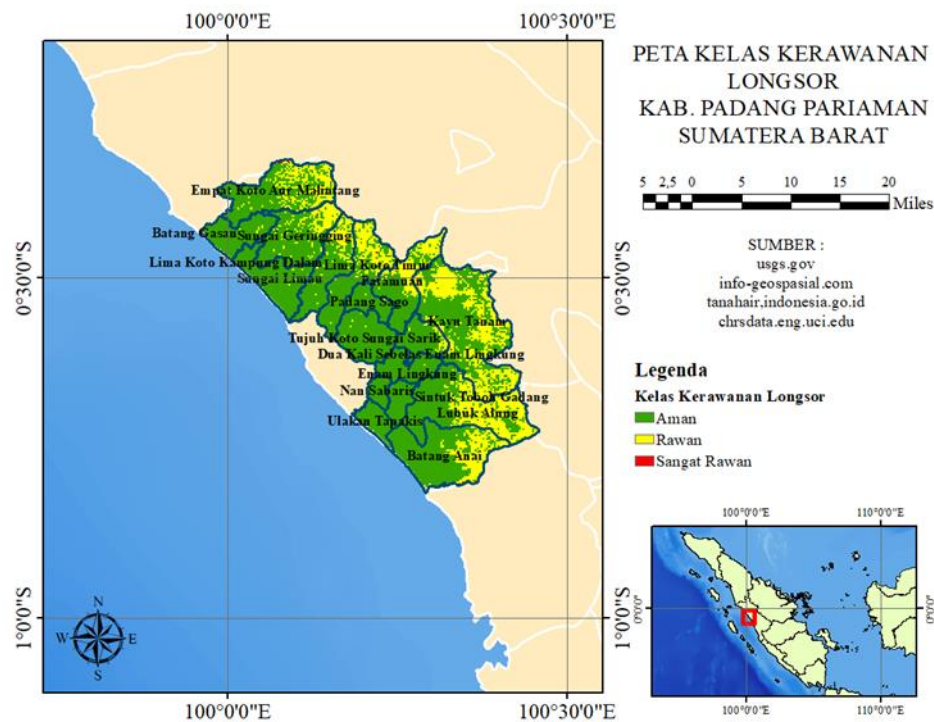 100°0'0"E
100°30"E
PETA KELAS KERAWANAN
LONGSOR
KAB. PADANG PARIAMAN
SUMATERA BARAT
5 2,5 0 5 10 15 20
Miles
SUMBER :
usgs.gov
info-geospasial.com
tanahair,indonesia.go.id
chrsdata.eng.uci.edu
Legenda
Kelas Kerawanan Longsor
Aman
Rawan
Sangat Rawan
Empat Koto Aur Malintang
Batang Gasan
Sungai Geringging
Lima Koto Kampung Dalam
Lima Koto Timur
Sungai Limau
Patamuan
Padang Sago
Kayu Tanam
Tujuh Koto Sungai Sarik
Dua Kali Sebelas Enam Lingkung
Enam Lingkung
Nan Sabaris
Sintuk Toboh Gadang
Lubuk Alung
Ulakan Tapakis
Batang Anai
0°30"S
0°30"S
1°0'0"S
1°0'0"S
N
W E
S
100°0'0"E
100°30"E
100°0'0"E
110°0'0"E
0°0'0"
0°0'0"
100°0'0"E
110°0'0"E